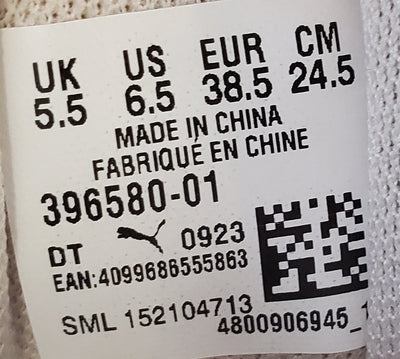 UK US EUR CM
5.5 6.5 38.5 24.5
MADE IN CHINA
FABRIQUÉ EN CHINE
396580-01
DT 0923
EAN:4099686555863
SML 152104713
4800906945_1